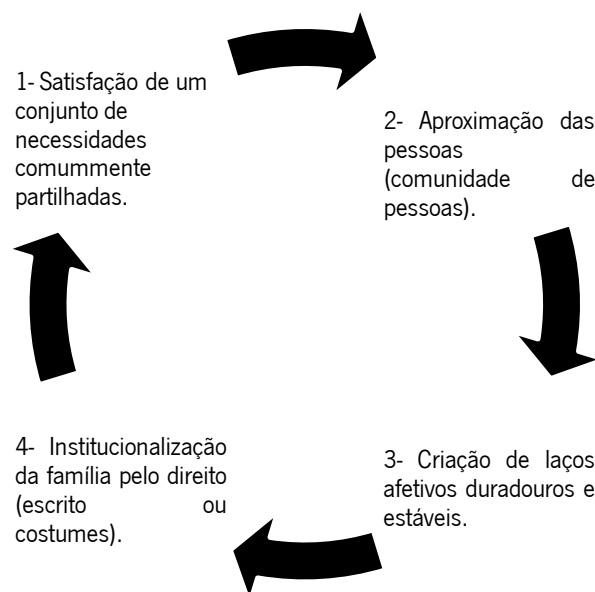 1- Satisfação de um
conjunto de
necessidades
comummente
partilhadas.
2- Aproximação das
pessoas
(comunidade de
pessoas).
3- Criação de laços
afetivos duradouros e
estáveis.
4- Institucionalização
da família pelo direito
(escrito ou
costumes).